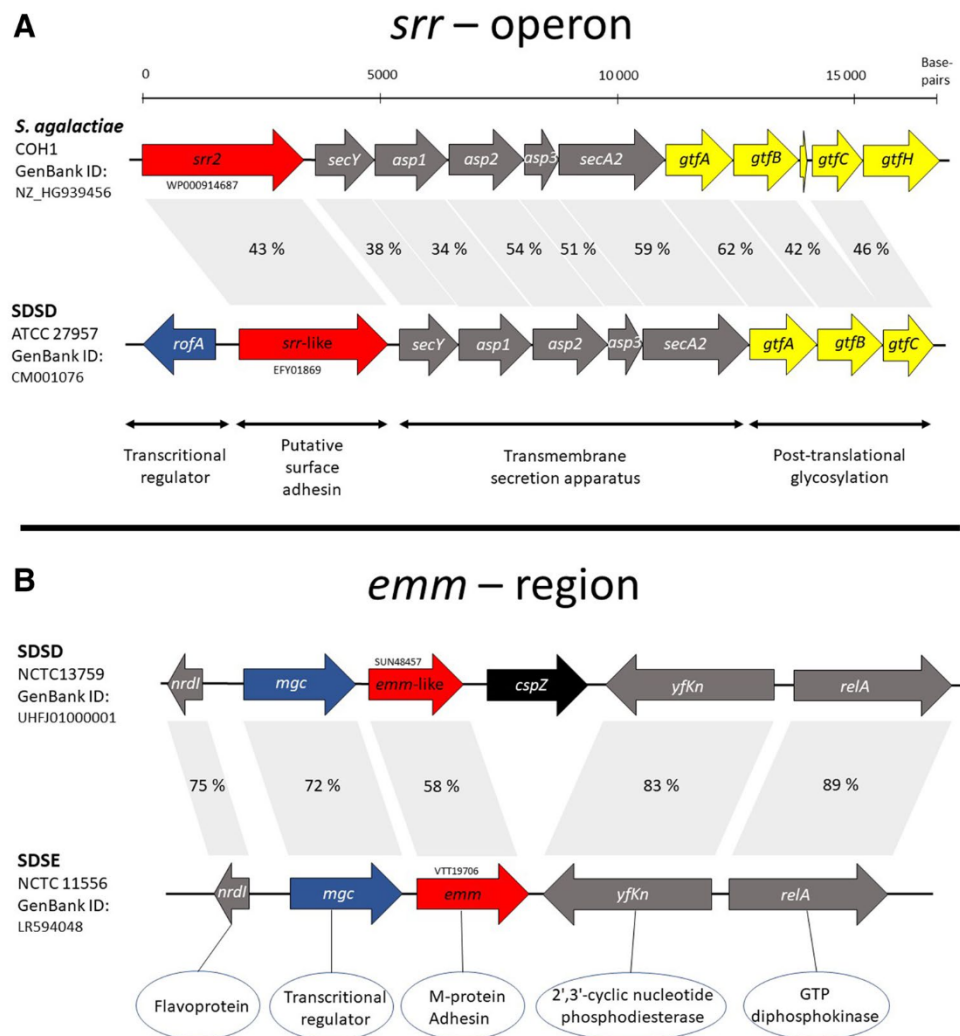 A
srr – operon
0 5000 10 000 15 000 Base-
pairs
S. agalactiae
COH1
GenBank ID:
NZ_HG939456
srr2 secY asp1 asp2 asp3 secA2 gtfA gtfB gtfC gtfH
WP000914687
43 % 38 % 34 % 54 % 51 % 59 % 62 % 42 % 46 %
SDSD
ATCC 27957
GenBank ID:
CM001076
rofA srr-like secY asp1 asp2 asp3 secA2 gtfA gtfB gtfC
EFY01869
Transcritional
regulator
Putative
surface
adhesin
Transmembrane
secretion apparatus
Post-translational
glycosylation
B
emm – region
SDSD
NCTC13759
GenBank ID:
UHFJ01000001
SUN48457
nrdI mgc emm-like cspZ yfKn relA
75 % 72 % 58 % 83 % 89 %
SDSE
NCTC 11556
GenBank ID:
LR594048
VTT19706
nrdI mgc emm yfKn relA
Flavoprotein
Transcritional
regulator
M-protein
Adhesin
2',3'-cyclic nucleotide
phosphodiesterase
GTP
diphosphokinase